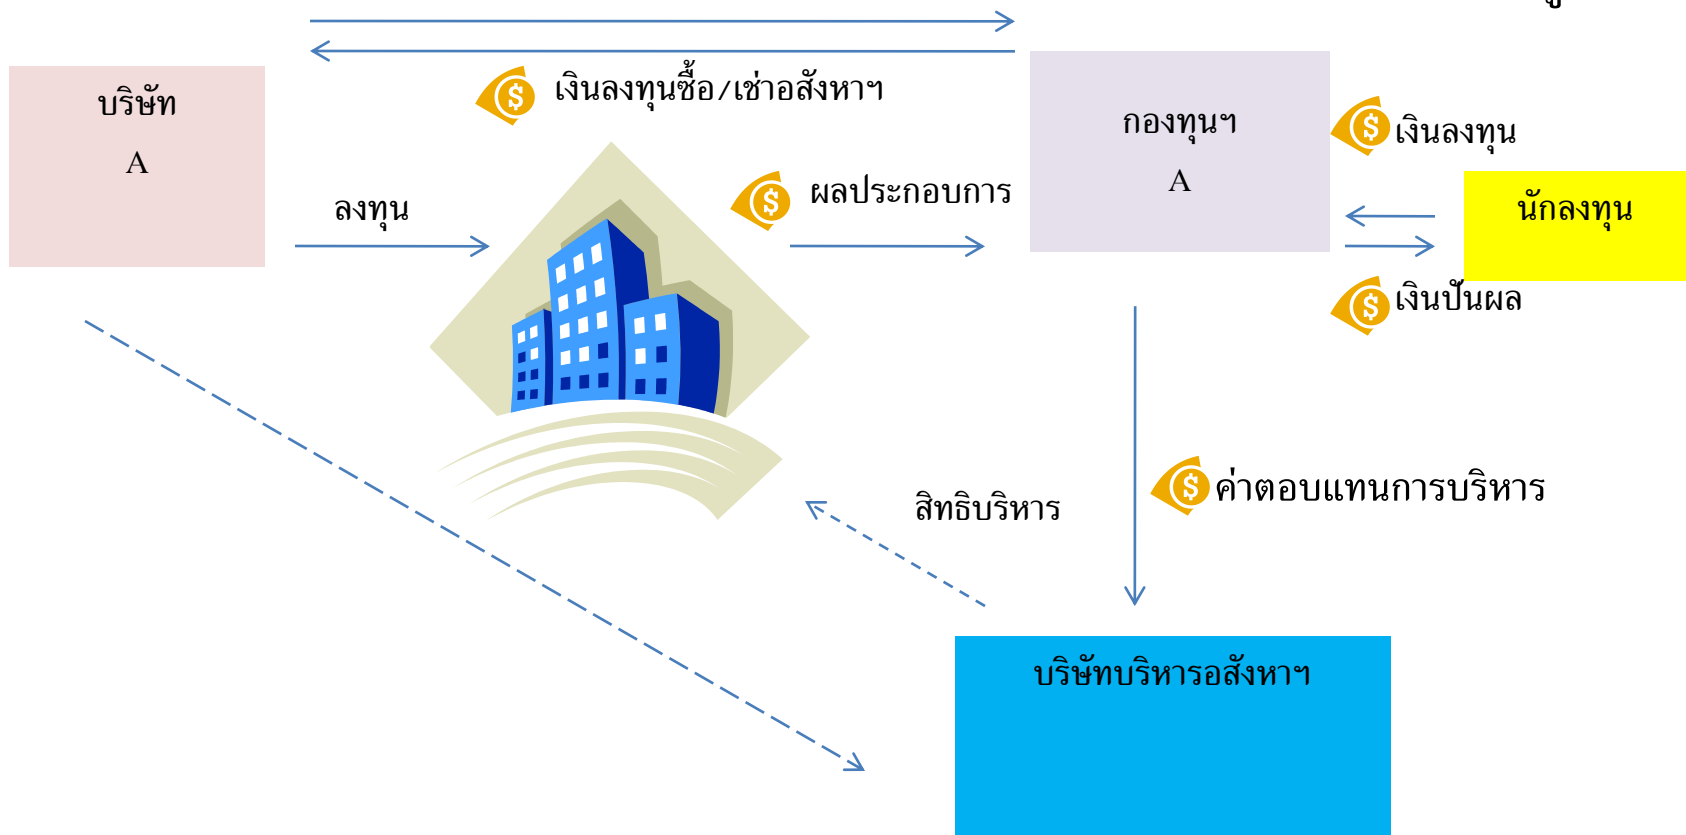 บริษัท
A
เงินลงทุนซื้อ/เช่าอสังหาฯ
กองทุนฯ
A
เงินลงทุน
ลงทุน
ผลประกอบการ
นักลงทุน
เงินปันผล
สิทธิบริหาร
ค่าตอบแทนการบริหาร
บริษัทบริหารอสังหาฯ